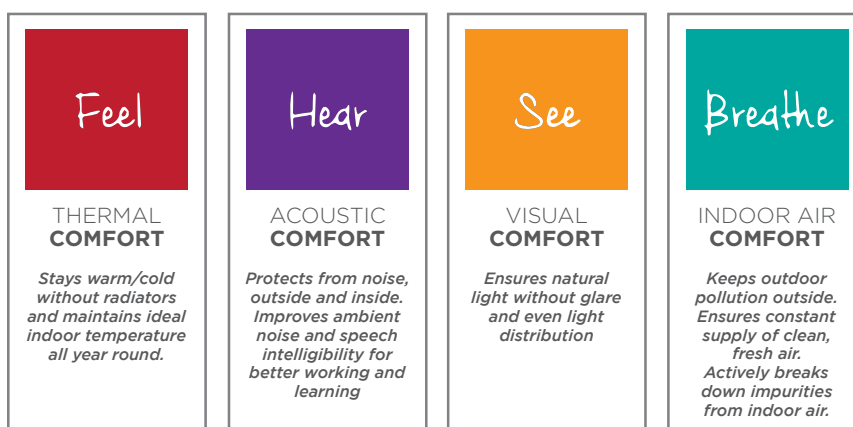 Feel
THERMAL
COMFORT
Stays warm/cold
without radiators
and maintains ideal
indoor temperature
all year round.
Hear
ACOUSTIC
COMFORT
Protects from noise,
outside and inside.
Improves ambient
noise and speech
intelligibility for
better working and
learning
See
VISUAL
COMFORT
Ensures natural
light without glare
and even light
distribution
Breathe
INDOOR AIR
COMFORT
Keeps outdoor
pollution outside.
Ensures constant
supply of clean,
fresh air.
Actively breaks
down impurities
from indoor air.